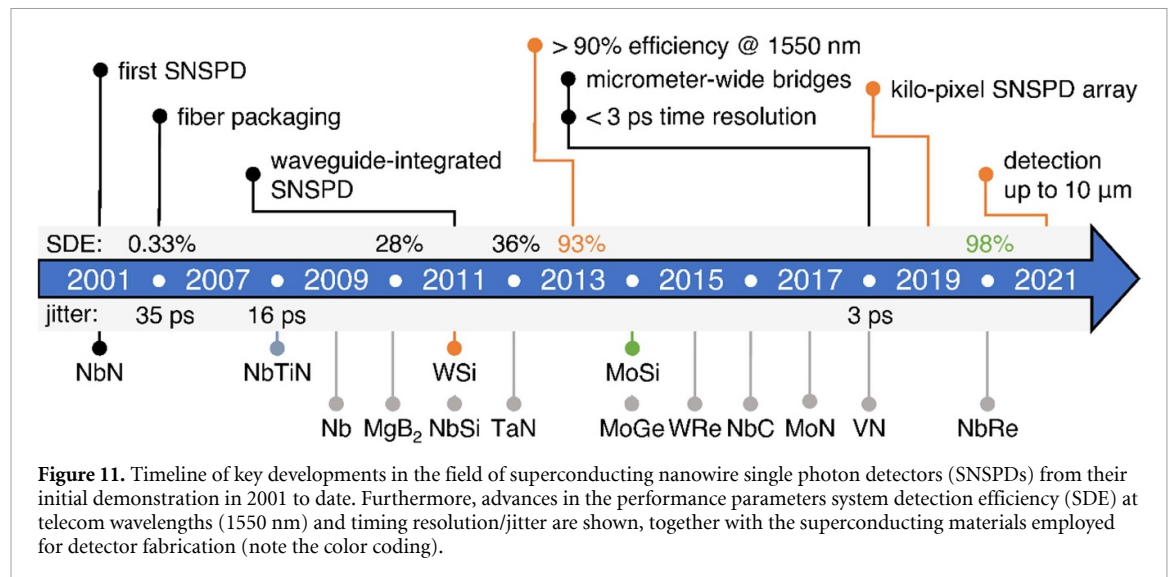 > 90% efficiency @ 1550 nm
first SNSPD
micrometer-wide bridges
kilo-pixel SNSPD array
fiber packaging
< 3 ps time resolution
waveguide-integrated
SNSPD
detection
up to 10 µm
SDE: 0.33% 28% 36% 93% 98%
2001 2007 2009 2011 2013 2015 2017 2019 2021
jitter: 35 ps 16 ps 3 ps
NbN NbTiN WSi MoSi
Nb MgB₂ NbSi TaN MoGe WRe NbC MoN VN NbRe
Figure 11. Timeline of key developments in the field of superconducting nanowire single photon detectors (SNSPDs) from their
initial demonstration in 2001 to date. Furthermore, advances in the performance parameters system detection efficiency (SDE) at
telecom wavelengths (1550 nm) and timing resolution/jitter are shown, together with the superconducting materials employed
for detector fabrication (note the color coding).